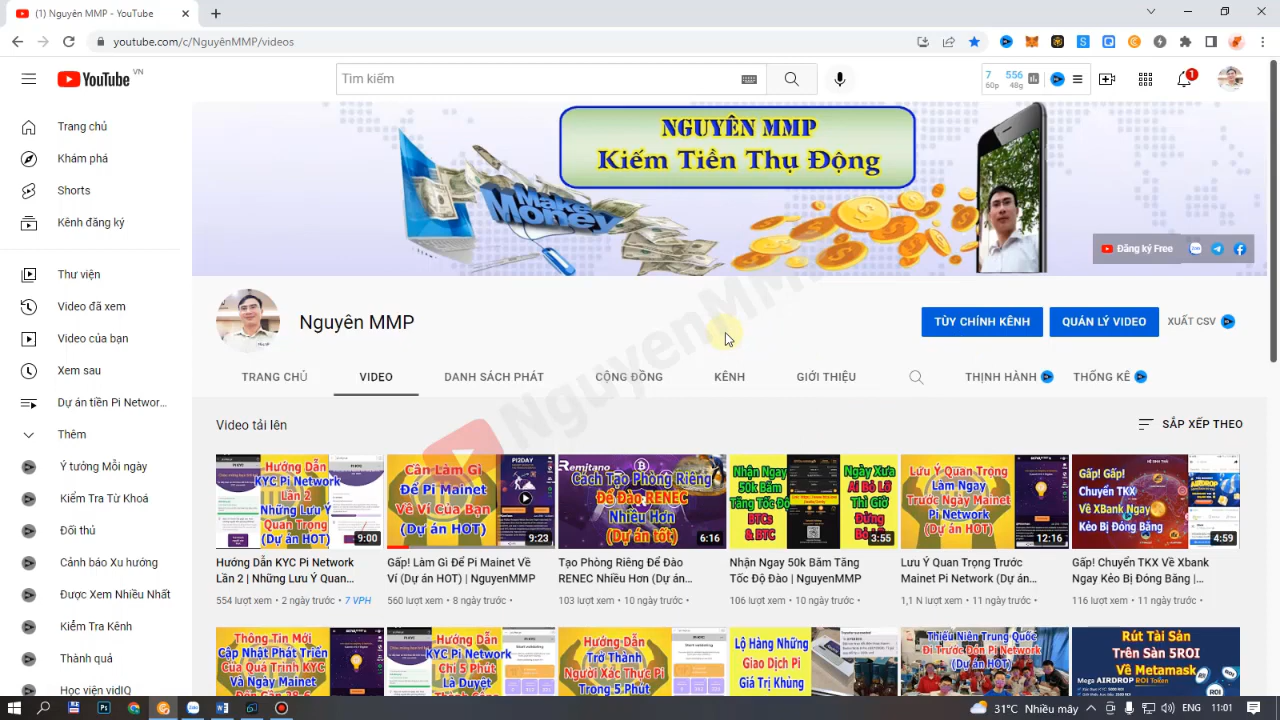 (1) Nguyên MMP - YouTube
youtube.com/c/NguyênMMP/videos
YouTube VN
Tìm kiếm
7 60p 556 48g
1
NGUYÊN MMP
Kiếm Tiền Thụ Động
Make Money
Đăng ký Free
Zalo
Trang chủ
Khám phá
Shorts
Kênh đăng ký
Thư viện
Video đã xem
Video của bạn
Xem sau
Dự án tiền Pi Networ...
Thêm
Ý tưởng mỗi ngày
Kiểm Tra Từ Khoá
Đối thủ
Cảnh báo Xu hướng
Được Xem Nhiều Nhất
Kiểm Tra Kênh
Thành quả
Học viện video
Nguyên MMP
TÙY CHỈNH KÊNH
QUẢN LÝ VIDEO
XUẤT CSV
NguyenMMP
TRANG CHỦ
VIDEO
DANH SÁCH PHÁT
CỘNG ĐỒNG
KÊNH
GIỚI THIỆU
THỊNH HÀNH
THỐNG KÊ
Video tải lên
SẮP XẾP THEO
Hướng Dẫn
KYC Pi Network
Lần 2
Những Lưu Ý
Quan Trọng
(Dự án HOT)
9:00
Cần Làm Gì
Để Pi Mainet
Về Ví Của Bạn
(Dự án HOT)
PI2DAY
9:23
Remitano
Cách Tạo Phòng Riêng
Để Đào RENEC
Nhiều Hơn
(Dự án tốt)
6:16
Nhận Ngay
50k Băm
Tăng Tốc Độ
BTCs
& BTC
Ngày Xưa
Ai Bỏ Lỡ
Thì Giờ
Đừng
3:55
Lưu Ý Quan Trọng
Làm Ngay
Trước Ngày Mainet
Pi Network
(Dự án HOT)
12:16
Gấp! Gấp!
Chuyển TKX
Về XBank Ngay
Kẻo Bị Đóng Băng
4:59
Hướng Dẫn KYC Pi Network
Lần 2 | Những Lưu Ý Quan...
554 lượt xem • 2 ngày trước • 7 VPH
Gấp! Làm Gì Để Pi Mainet Về
Ví (Dự án HOT) | NguyenMMP
560 lượt xem • 8 ngày trước •
Tạo Phòng Riêng Để Đào
RENEC Nhiều Hơn (Dự án...
103 lượt xem • 10 ngày trước •
Nhận Ngay 50k Băm Tăng
Tốc Độ Đào | NguyenMMP
106 lượt xem • 10 ngày trước •
Lưu Ý Quan Trọng Trước
Mainet Pi Network (Dự án...
1,1 N lượt xem • 11 ngày trước •
Gấp! Chuyển TKX Về Xbank
Ngay Kẻo Bị Đóng Băng |...
116 lượt xem • 11 ngày trước •
Thông Tin Mới
Cập Nhật Phát Triển
Của Quá Trình KYC
Và Ngày Mainet
Hướng Dẫn
KYC Pi Network
Chỉ 5 Phút
Là Duyệt
Hướng Dẫn
Trở Thành
Người Xác Thực Pi
Trong 5 Phút
Lộ Hàng Những
Giao Dịch Pi
Giá Trị Khủng
Thiếu Niên Trung Quốc
Đi Trước Đón Pi Network
(Dự án HOT)
Rút Tài Sản
Trên Sàn 5ROI
Về Metamask
Mega AIRDROP ROI Token
ROI
31°C Nhiều mây
ENG
11:01